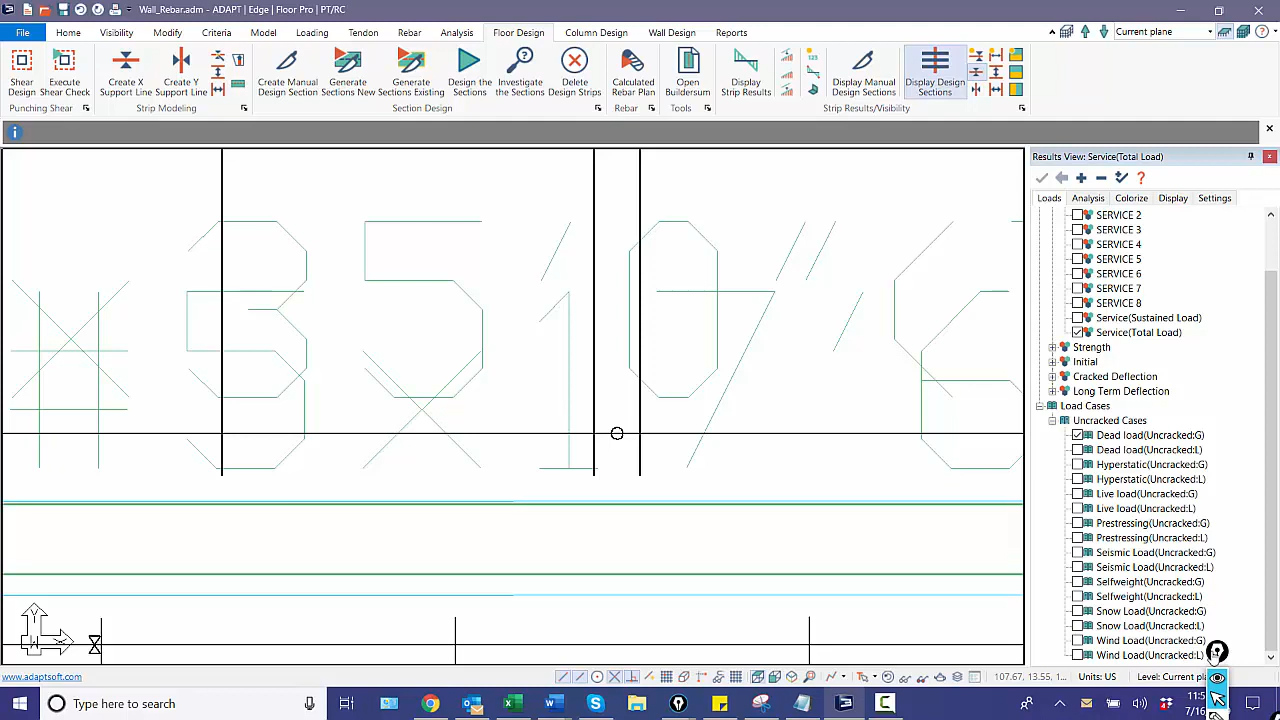 Wall_Rebar.adm - ADAPT | Edge | Floor Pro | PT/RC
File Home Visibility Modify Criteria Model Loading Tendon Rebar Analysis Floor Design Column Design Wall Design Reports
Current plane
Shear Design
Execute Shear Check
Create X Support Line
Create Y Support Line
Create Manual Design Section
Generate Sections New
Generate Sections Existing
Design the Sections
Investigate the Sections
Delete Design Strips
Calculated Rebar Plan
Open Buildersum
Display Strip Results
Display Manual Design Sections
Display Design Sections
Punching Shear
Strip Modeling
Section Design
Rebar
Tools
Strip Results/Visibility
Results View: Service(Total Load)
Loads Analysis Colorize Display Settings
SERVICE 2
SERVICE 3
SERVICE 4
SERVICE 5
SERVICE 6
SERVICE 7
SERVICE 8
Service(Sustained Load)
Service(Total Load)
Strength
Initial
Cracked Deflection
Long Term Deflection
Load Cases
Uncracked Cases
Dead load(Uncracked:G)
Dead load(Uncracked:L)
Hyperstatic(Uncracked:G)
Hyperstatic(Uncracked:L)
Live load(Uncracked:G)
Live load(Uncracked:L)
Prestressing(Uncracked:G)
Prestressing(Uncracked:L)
Seismic Load(Uncracked:G)
Seismic Load(Uncracked:L)
Selfweight(Uncracked:G)
Selfweight(Uncracked:L)
Snow Load(Uncracked:G)
Snow Load(Uncracked:L)
Wind Load(Uncracked:G)
Wind Load(Uncracked:L)
www.adaptsoft.com
107.67, 13.55, 1... Units: US Level: Current pl
Type here to search
11:5
7/16